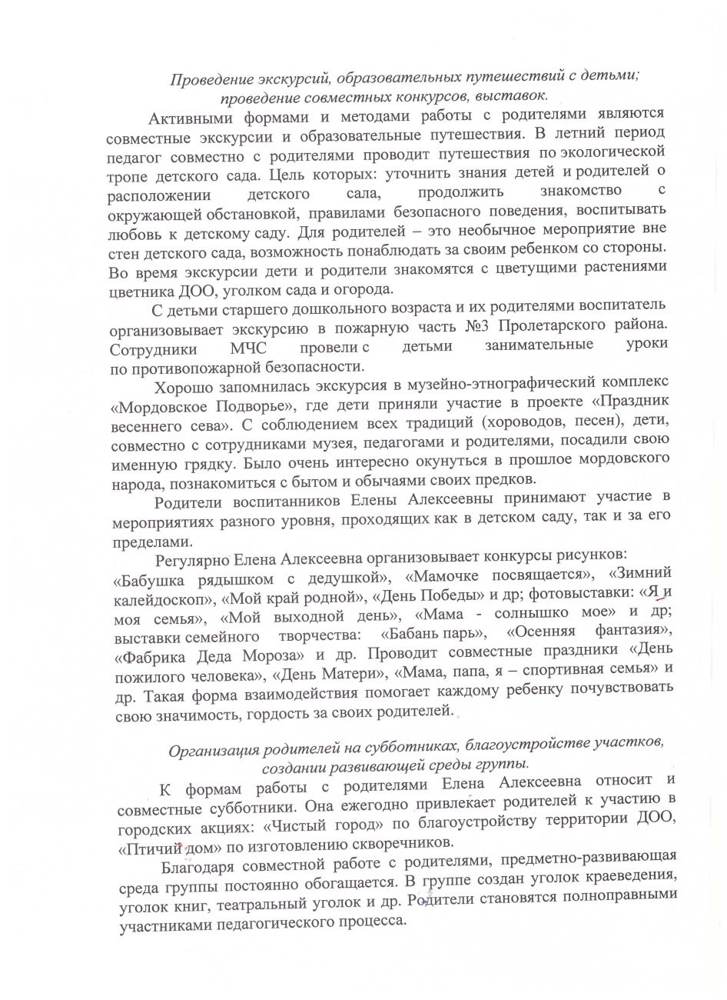 Проведение экскурсий, образовательных путешествий с детьми;
проведение совместных конкурсов, выставок.
Активными формами и методами работы с родителями являются
совместные экскурсии и образовательные путешествия. В летний период
педагог совместно с родителями проводит путешествия по экологической
тропе детского сада. Цель которых: уточнить знания детей и родителей о
расположении детского сала, продолжить знакомство с
окружающей обстановкой, правилами безопасного поведения, воспитывать
любовь к детскому саду. Для родителей – это необычное мероприятие вне
стен детского сада, возможность понаблюдать за своим ребенком со стороны.
Во время экскурсии дети и родители знакомятся с цветущими растениями
цветника ДОО, уголком сада и огорода.
С детьми старшего дошкольного возраста и их родителями воспитатель
организовывает экскурсию в пожарную часть №3 Пролетарского района.
Сотрудники МЧС провели с детьми занимательные уроки
по противопожарной безопасности.
Хорошо запомнилась экскурсия в музейно-этнографический комплекс
«Мордовское Подворье», где дети приняли участие в проекте «Праздник
весеннего сева». С соблюдением всех традиций (хороводов, песен), дети,
совместно с сотрудниками музея, педагогами и родителями, посадили свою
именную грядку. Было очень интересно окунуться в прошлое мордовского
народа, познакомиться с бытом и обычаями своих предков.
Родители воспитанников Елены Алексеевны принимают участие в
мероприятиях разного уровня, проходящих как в детском саду, так и за его
пределами.
Регулярно Елена Алексеевна организовывает конкурсы рисунков:
«Бабушка рядышком с дедушкой», «Мамочке посвящается», «Зимний
калейдоскоп», «Мой край родной», «День Победы» и др; фотовыставки: «Я и
моя семья», «Мой выходной день», «Мама - солнышко мое» и др;
выставки семейного творчества: «Бабань парь», «Осенняя фантазия»,
«Фабрика Деда Мороза» и др. Проводит совместные праздники «День
пожилого человека», «День Матери», «Мама, папа, я – спортивная семья» и
др. Такая форма взаимодействия помогает каждому ребенку почувствовать
свою значимость, гордость за своих родителей.
Организация родителей на субботниках, благоустройстве участков,
создании развивающей среды группы.
К формам работы с родителями Елена Алексеевна относит и
совместные субботники. Она ежегодно привлекает родителей к участию в
городских акциях: «Чистый город» по благоустройству территории ДОО,
«Птичий дом» по изготовлению скворечников.
Благодаря совместной работе с родителями, предметно-развивающая
среда группы постоянно обогащается. В группе создан уголок краеведения,
уголок книг, театральный уголок и др. Родители становятся полноправными
участниками педагогического процесса.